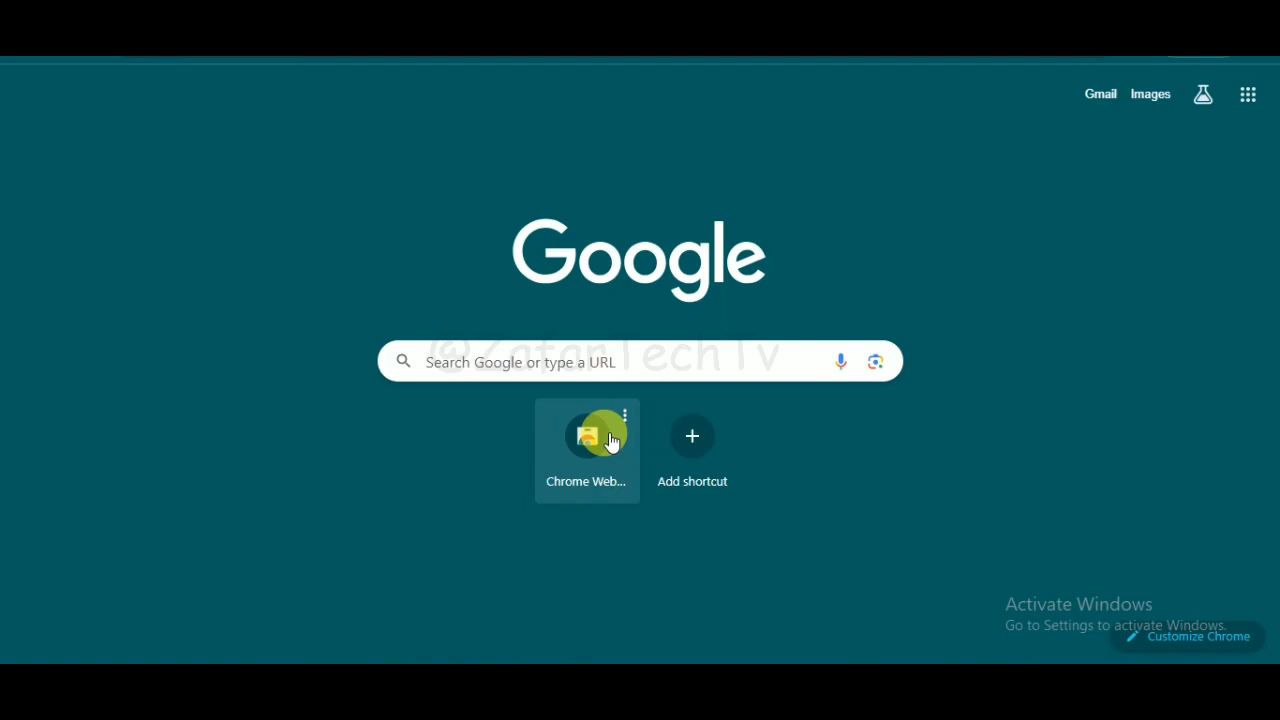 Gmail Images
Google
@ZafarTechTv
Search Google or type a URL
Chrome Web...
Add shortcut
Activate Windows
Go to Settings to activate Windows.
Customize Chrome